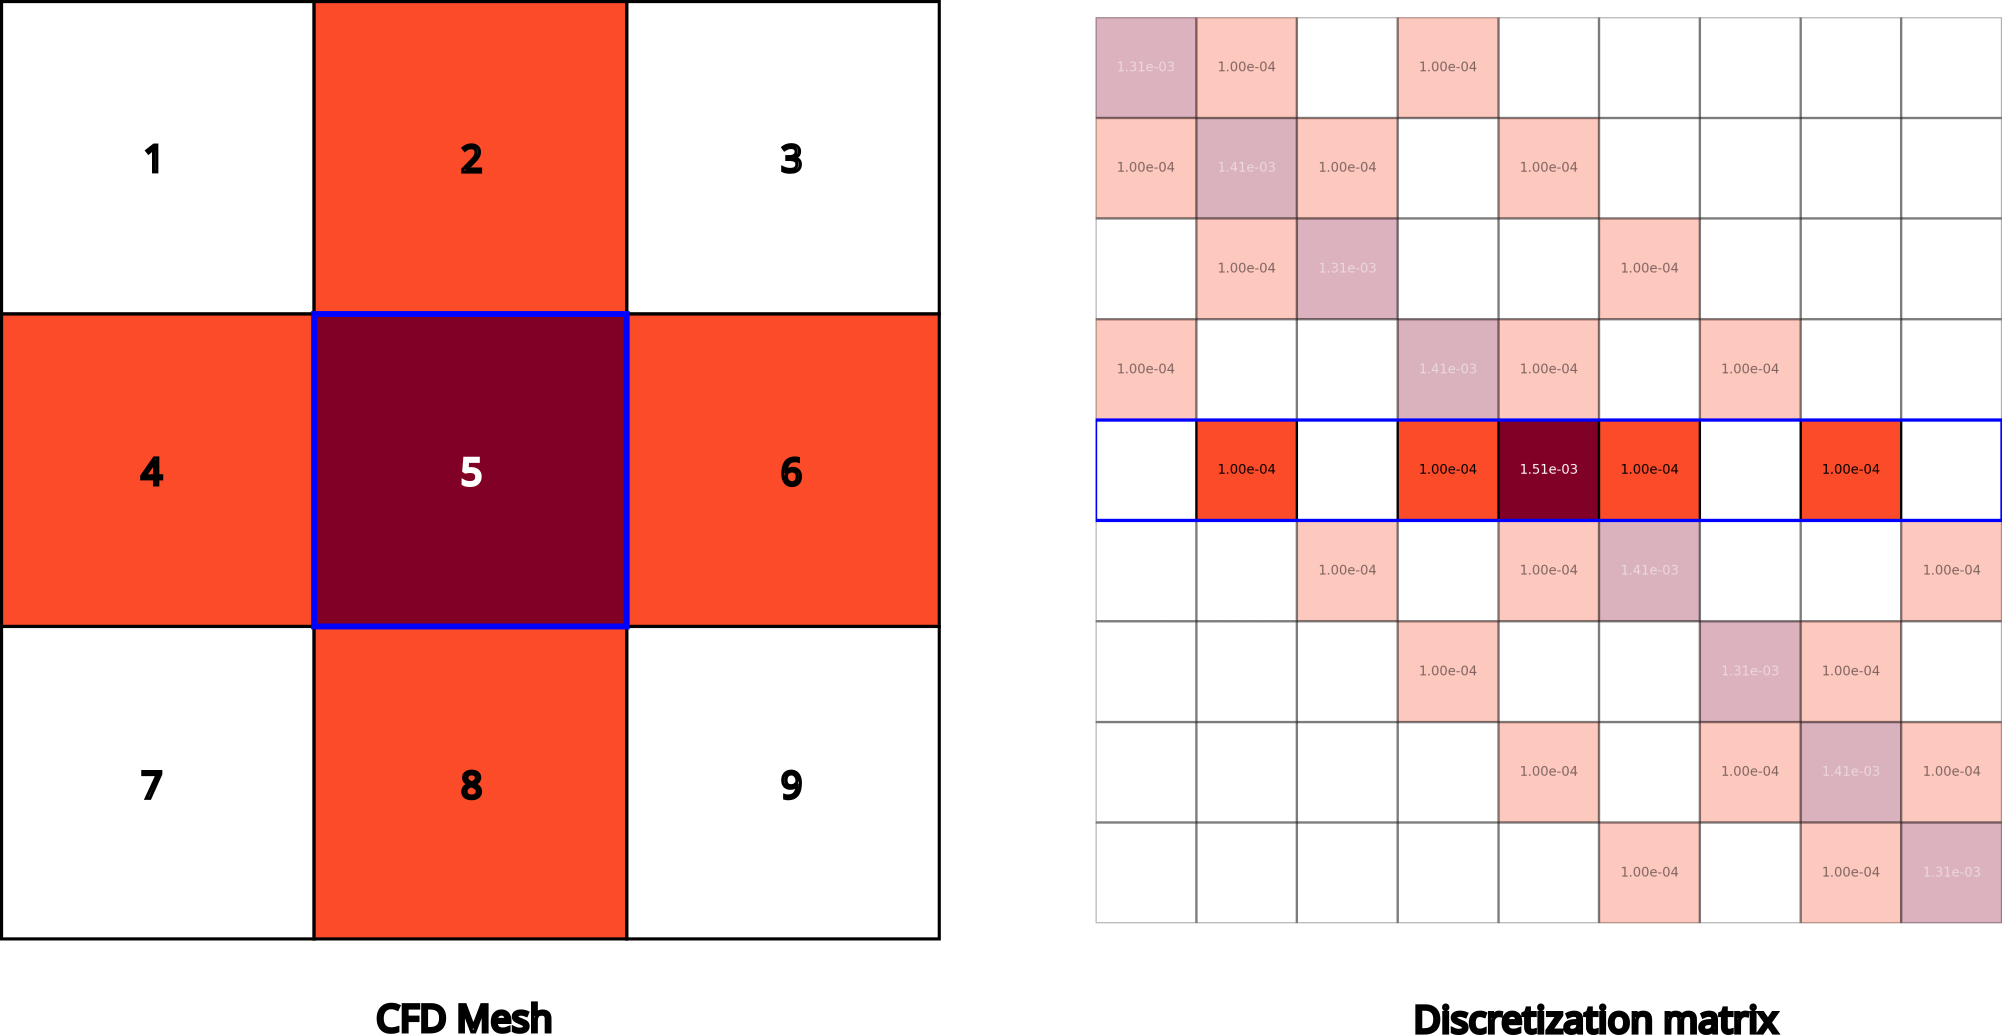 1 2 3
4 5 6
7 8 9
CFD Mesh
1.31e-03 1.00e-04 1.00e-04
1.00e-04 1.41e-03 1.00e-04 1.00e-04
1.00e-04 1.31e-03 1.00e-04
1.00e-04 1.41e-03 1.00e-04 1.00e-04
1.00e-04 1.00e-04 1.51e-03 1.00e-04 1.00e-04
1.00e-04 1.00e-04 1.41e-03 1.00e-04
1.00e-04 1.31e-03 1.00e-04
1.00e-04 1.00e-04 1.41e-03 1.00e-04
1.00e-04 1.00e-04 1.31e-03
Discretization matrix